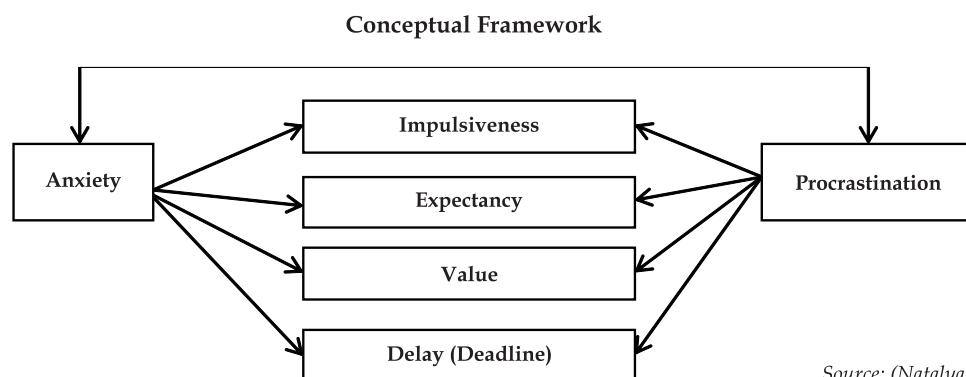 Conceptual Framework
Impulsiveness
Anxiety
Procrastination
Expectancy
Value
Delay (Deadline)
Source: (Natalya